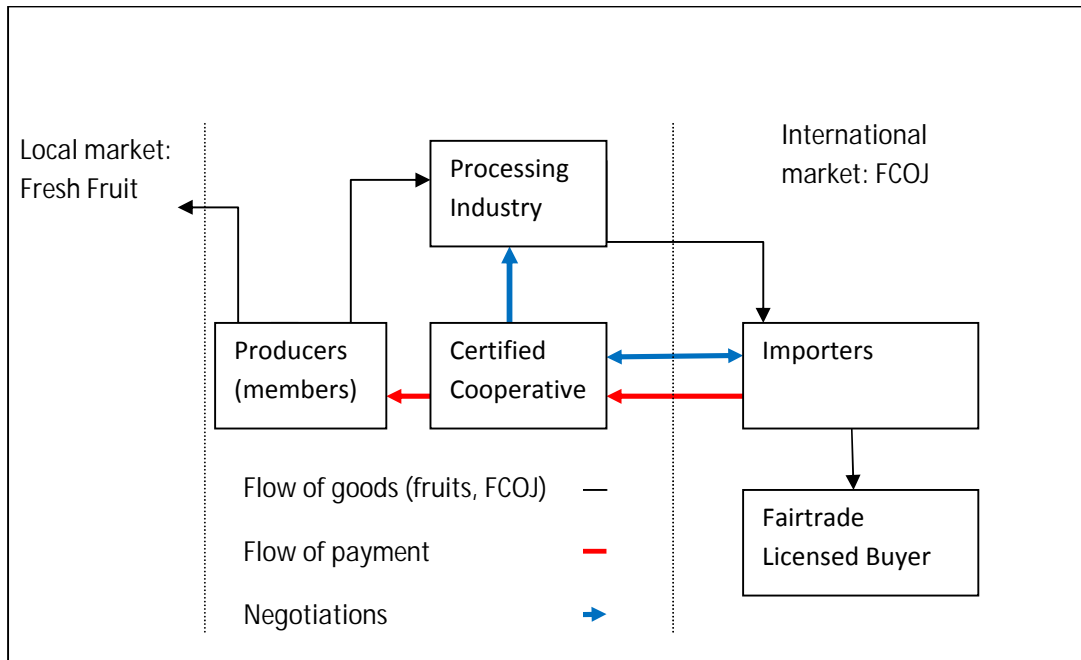 Local market:
Fresh Fruit
Processing
Industry
International
market: FCOJ
Producers
(members)
Certified
Cooperative
Importers
Flow of goods (fruits, FCOJ)
Flow of payment
Negotiations
Fairtrade
Licensed Buyer